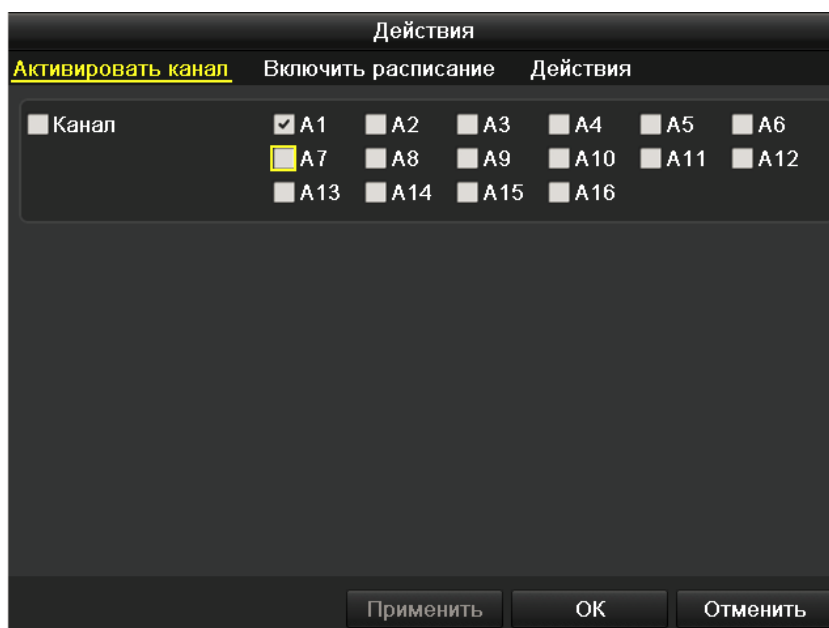 Действия
Активировать канал Включить расписание Действия
Канал A1 A2 A3 A4 A5 A6
A7 A8 A9 A10 A11 A12
A13 A14 A15 A16
Применить OK Отменить